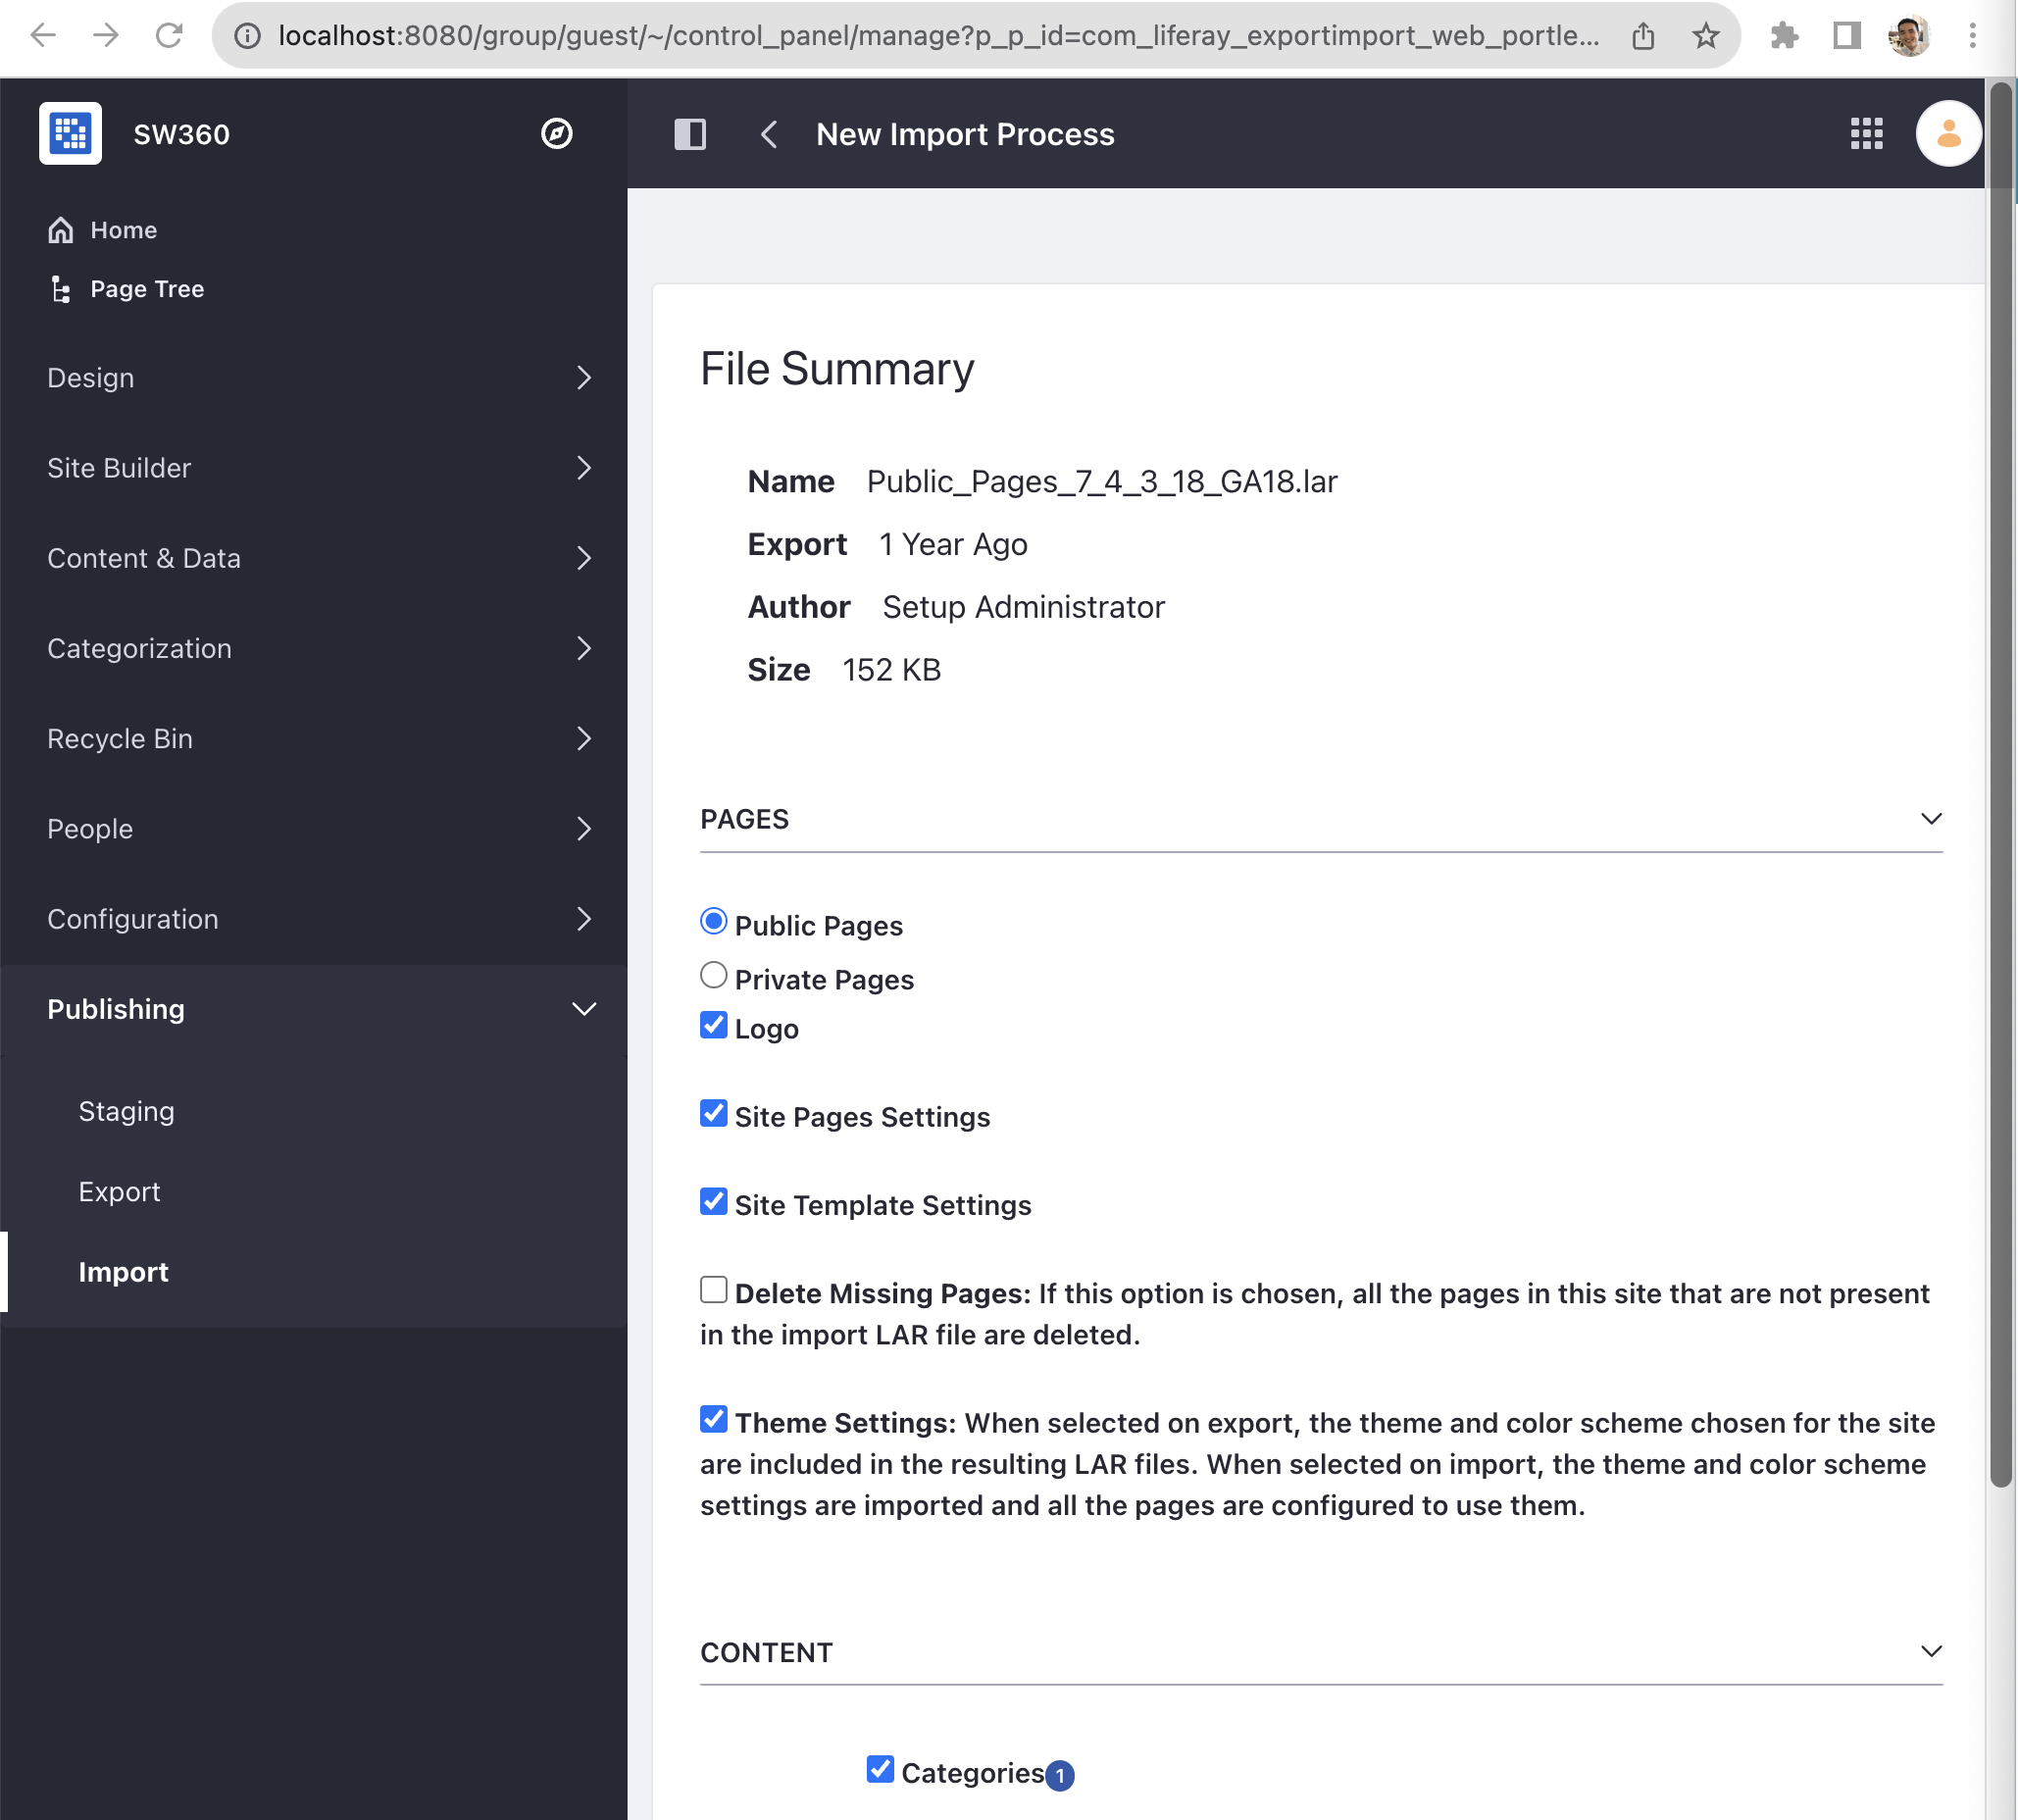 localhost:8080/group/guest/~/control_panel/manage?p_p_id=com_liferay_exportimport_web_portle...
SW360
New Import Process
Home
Page Tree
Design
Site Builder
Content & Data
Categorization
Recycle Bin
People
Configuration
Publishing
Staging
Export
Import
File Summary
Name Public_Pages_7_4_3_18_GA18.lar
Export 1 Year Ago
Author Setup Administrator
Size 152 KB
PAGES
Public Pages
Private Pages
Logo
Site Pages Settings
Site Template Settings
Delete Missing Pages: If this option is chosen, all the pages in this site that are not present
in the import LAR file are deleted.
Theme Settings: When selected on export, the theme and color scheme chosen for the site
are included in the resulting LAR files. When selected on import, the theme and color scheme
settings are imported and all the pages are configured to use them.
CONTENT
Categories 1